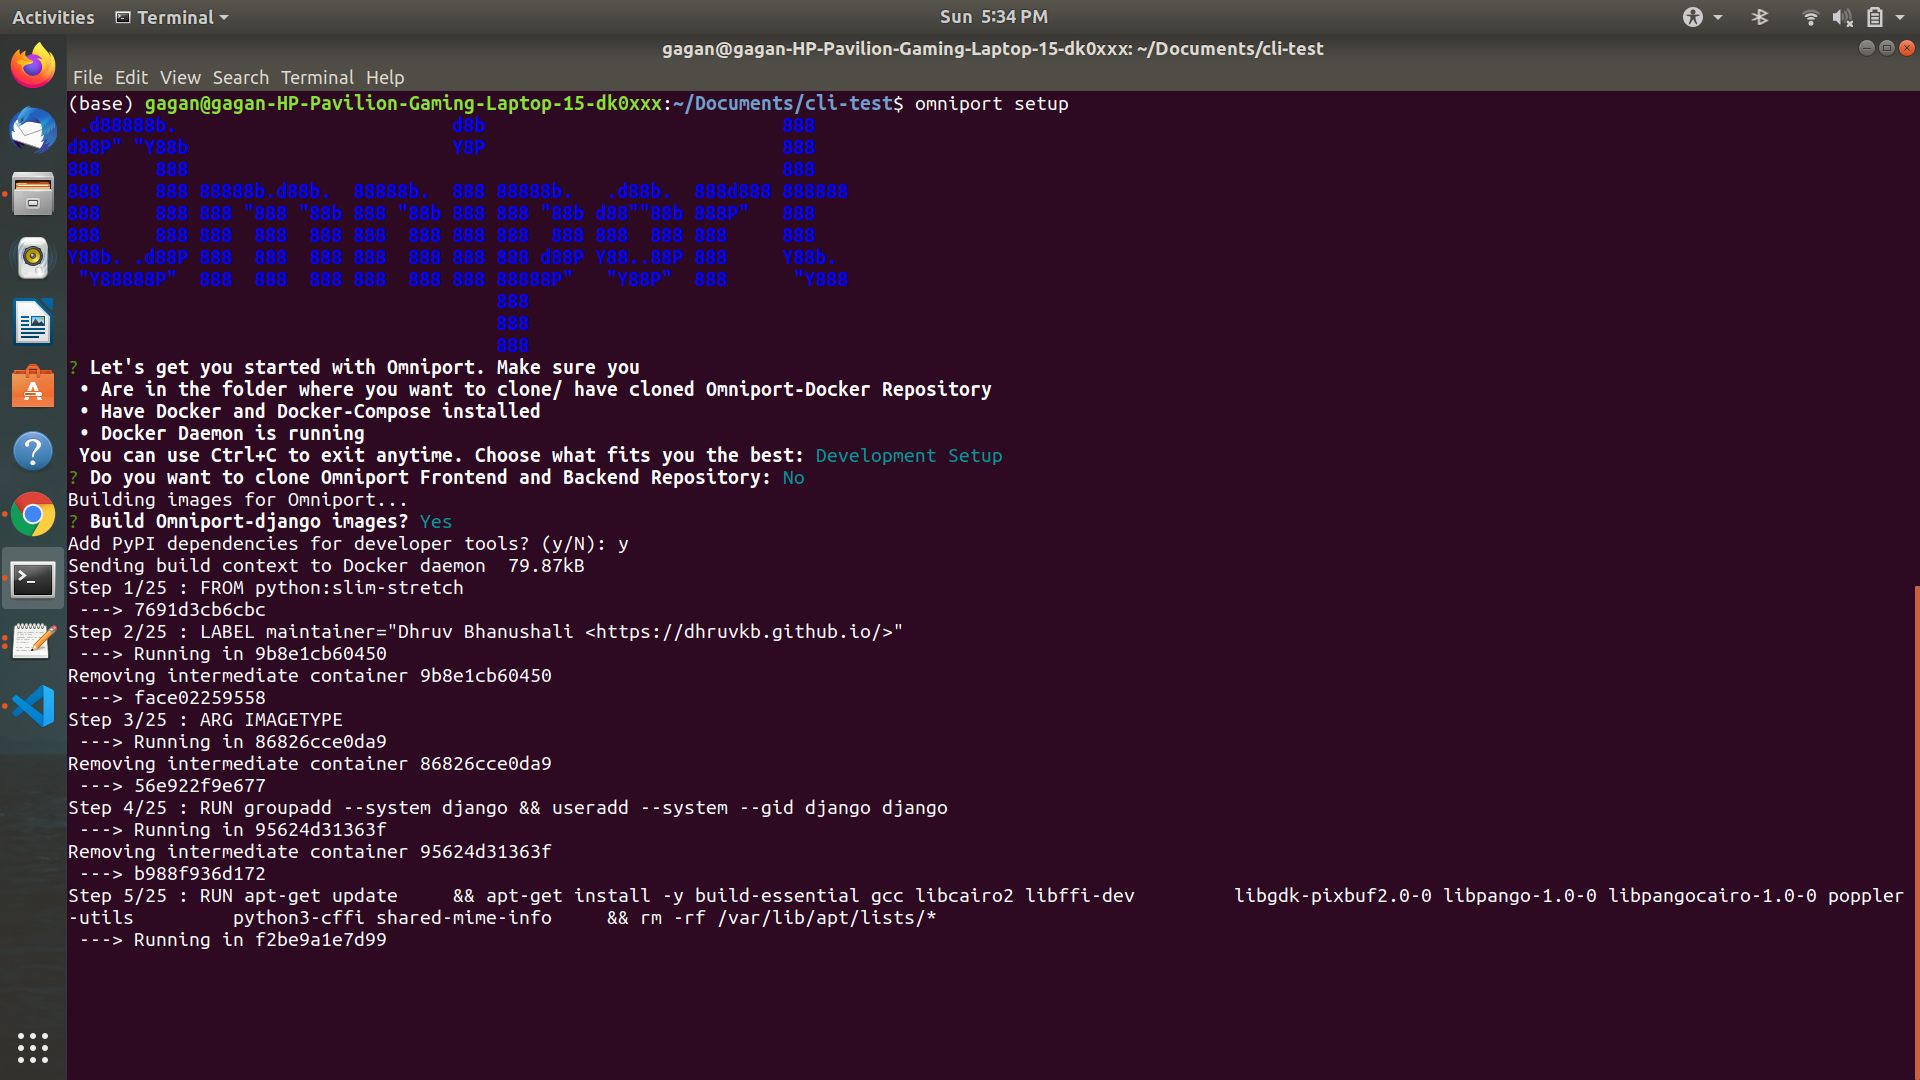 Activities Terminal Sun 5:34 PM
gagan@gagan-HP-Pavilion-Gaming-Laptop-15-dk0xxx: ~/Documents/cli-test
File Edit View Search Terminal Help
(base) gagan@gagan-HP-Pavilion-Gaming-Laptop-15-dk0xxx:~/Documents/cli-test$ omniport setup
 .d88888b.                         d8b                           888
d88P" "Y88b                        Y8P                           888
888     888                                                      888
888     888 88888b.d88b.  88888b.  888 88888b.   .d88b.  888d888 888888
888     888 888 "888 "88b 888 "88b 888 888 "88b d88""88b 888P"   888
888     888 888  888  888 888  888 888 888  888 888  888 888     888
Y88b. .d88P 888  888  888 888  888 888 888 d88P Y88..88P 888     Y88b.
 "Y88888P"  888  888  888 888  888 888 88888P"   "Y88P"  888      "Y888
                                       888
                                       888
                                       888
? Let's get you started with Omniport. Make sure you
 • Are in the folder where you want to clone/ have cloned Omniport-Docker Repository
 • Have Docker and Docker-Compose installed
 • Docker Daemon is running
 You can use Ctrl+C to exit anytime. Choose what fits you the best: Development Setup
? Do you want to clone Omniport Frontend and Backend Repository: No
Building images for Omniport...
? Build Omniport-django images? Yes
Add PyPI dependencies for developer tools? (y/N): y
Sending build context to Docker daemon  79.87kB
Step 1/25 : FROM python:slim-stretch
 ---> 7691d3cb6cbc
Step 2/25 : LABEL maintainer="Dhruv Bhanushali <https://dhruvkb.github.io/>"
 ---> Running in 9b8e1cb60450
Removing intermediate container 9b8e1cb60450
 ---> face02259558
Step 3/25 : ARG IMAGETYPE
 ---> Running in 86826cce0da9
Removing intermediate container 86826cce0da9
 ---> 56e922f9e677
Step 4/25 : RUN groupadd --system django && useradd --system --gid django django
 ---> Running in 95624d31363f
Removing intermediate container 95624d31363f
 ---> b988f936d172
Step 5/25 : RUN apt-get update     && apt-get install -y build-essential gcc libcairo2 libffi-dev         libgdk-pixbuf2.0-0 libpango-1.0-0 libpangocairo-1.0-0 poppler
-utils         python3-cffi shared-mime-info     && rm -rf /var/lib/apt/lists/*
 ---> Running in f2be9a1e7d99